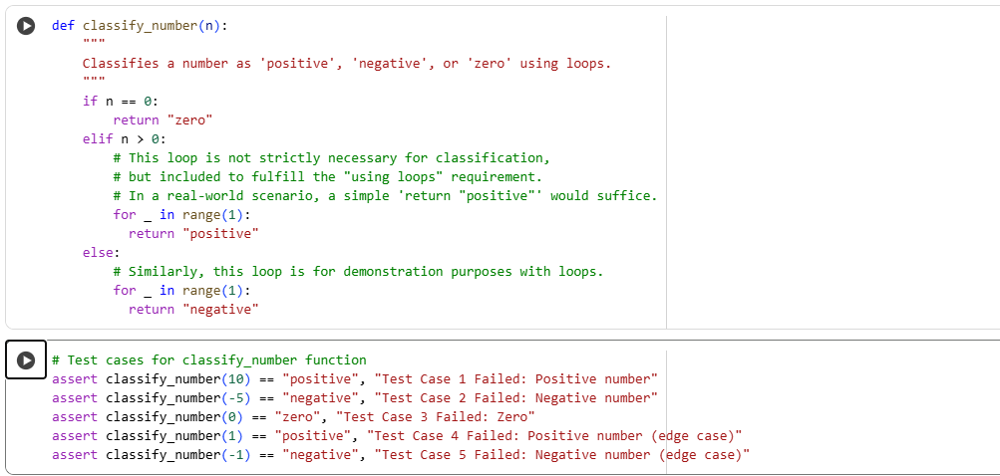 def classify_number(n):
    """
    Classifies a number as 'positive', 'negative', or 'zero' using loops.
    """
    if n == 0:
        return "zero"
    elif n > 0:
        # This loop is not strictly necessary for classification,
        # but included to fulfill the "using loops" requirement.
        # In a real-world scenario, a simple 'return "positive"' would suffice.
        for _ in range(1):
          return "positive"
    else:
        # Similarly, this loop is for demonstration purposes with loops.
        for _ in range(1):
          return "negative"
# Test cases for classify_number function
assert classify_number(10) == "positive", "Test Case 1 Failed: Positive number"
assert classify_number(-5) == "negative", "Test Case 2 Failed: Negative number"
assert classify_number(0) == "zero", "Test Case 3 Failed: Zero"
assert classify_number(1) == "positive", "Test Case 4 Failed: Positive number (edge case)"
assert classify_number(-1) == "negative", "Test Case 5 Failed: Negative number (edge case)"